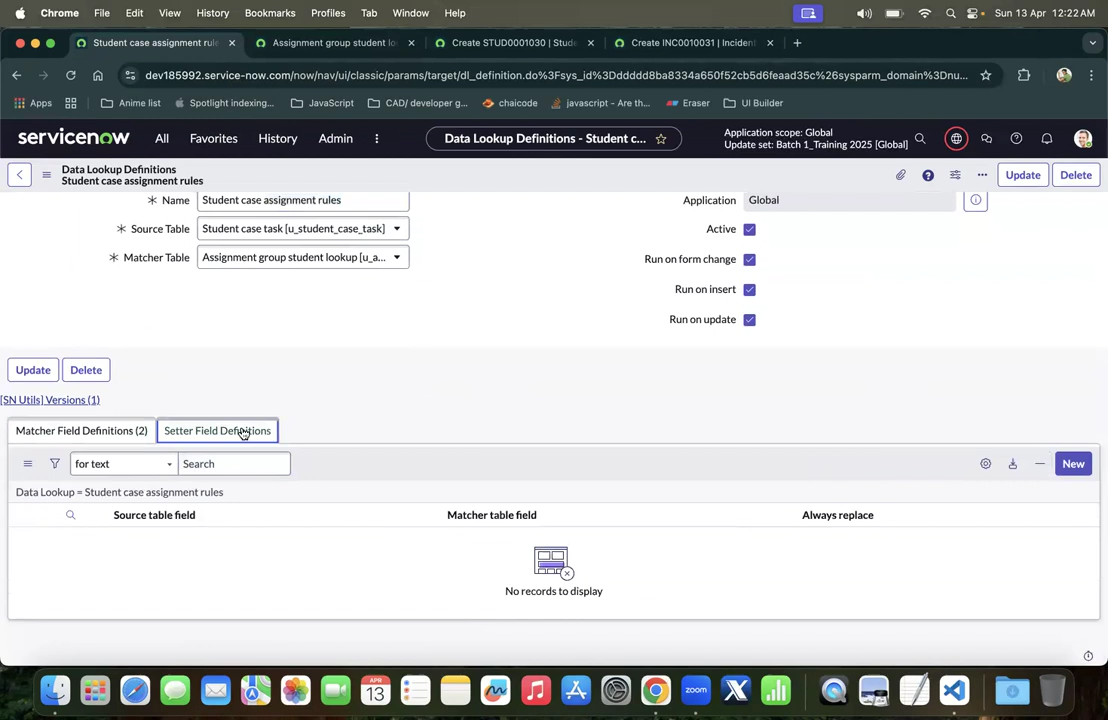 Chrome File Edit View History Bookmarks Profiles Tab Window Help Sun 13 Apr 12:22 AM
Student case assignment rule
Assignment group student lo
Create STUD0001030 | Stude
Create INC0010031 | Inciden
dev185992.service-now.com/now/nav/ui/classic/params/target/dl_definition.do%3Fsys_id%3Dddddd8ba8334a650f52cb5d6feaad35c%26sysparm_domain%3Dnu...
Apps Anime list Spotlight indexing... JavaScript CAD/ developer g... chaicode javascript - Are th... Eraser UI Builder
servicenow All Favorites History Admin
Data Lookup Definitions - Student c...
Application scope: Global
Update set: Batch 1_Training 2025 [Global]
Data Lookup Definitions
Student case assignment rules
Update Delete
Name Student case assignment rules
Application Global
Source Table Student case task [u_student_case_task]
Active
Matcher Table Assignment group student lookup [u_a...
Run on form change
Run on insert
Run on update
Update Delete
[SN Utils] Versions (1)
Matcher Field Definitions (2) Setter Field Definitions
for text Search New
Data Lookup = Student case assignment rules
Source table field Matcher table field Always replace
No records to display
APR
13
zoom